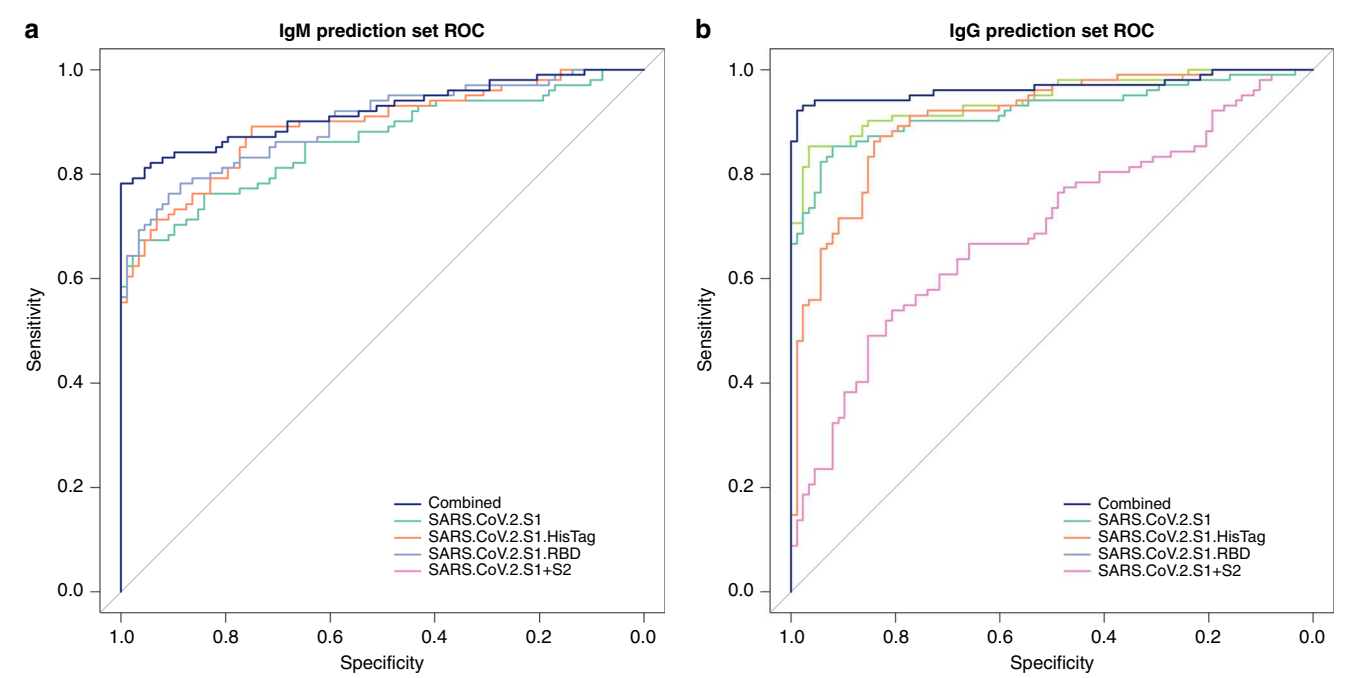 a
IgM prediction set ROC
1.0
0.8
0.6
0.4
0.2
0.0
Sensitivity
Combined
SARS.CoV.2.S1
SARS.CoV.2.S1.HisTag
SARS.CoV.2.S1.RBD
SARS.CoV.2.S1+S2
1.0 0.8 0.6 0.4 0.2 0.0
Specificity
b
IgG prediction set ROC
1.0
0.8
0.6
0.4
0.2
0.0
Sensitivity
Combined
SARS.CoV.2.S1
SARS.CoV.2.S1.HisTag
SARS.CoV.2.S1.RBD
SARS.CoV.2.S1+S2
1.0 0.8 0.6 0.4 0.2 0.0
Specificity